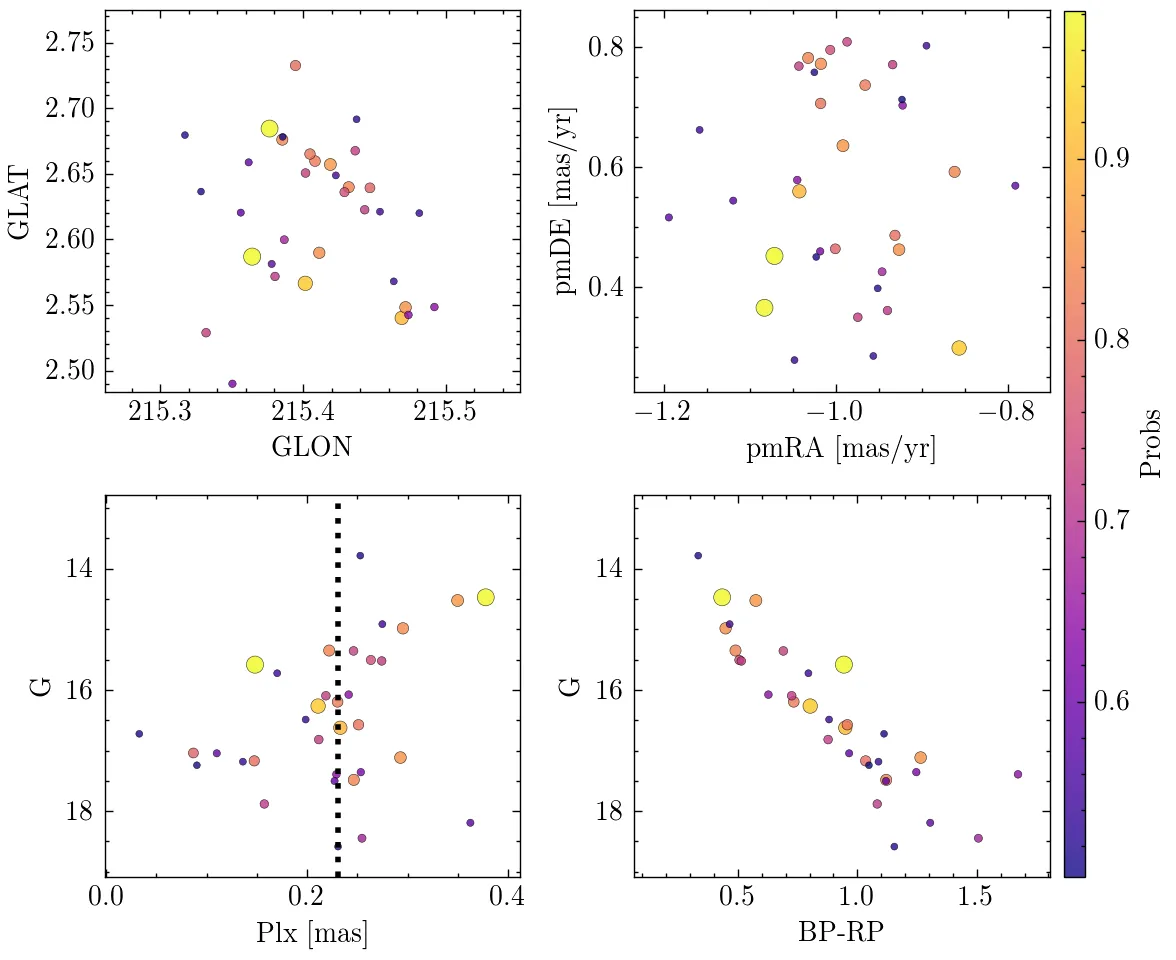 2.75
2.70
2.65
2.60
2.55
2.50
GLAT
215.3 215.4 215.5
GLON
0.8
0.6
0.4
pmDE [mas/yr]
−1.2 −1.0 −0.8
pmRA [mas/yr]
14
16
18
G
0.0 0.2 0.4
Plx [mas]
14
16
18
G
0.5 1.0 1.5
BP-RP
0.9
0.8
0.7
0.6
Probs